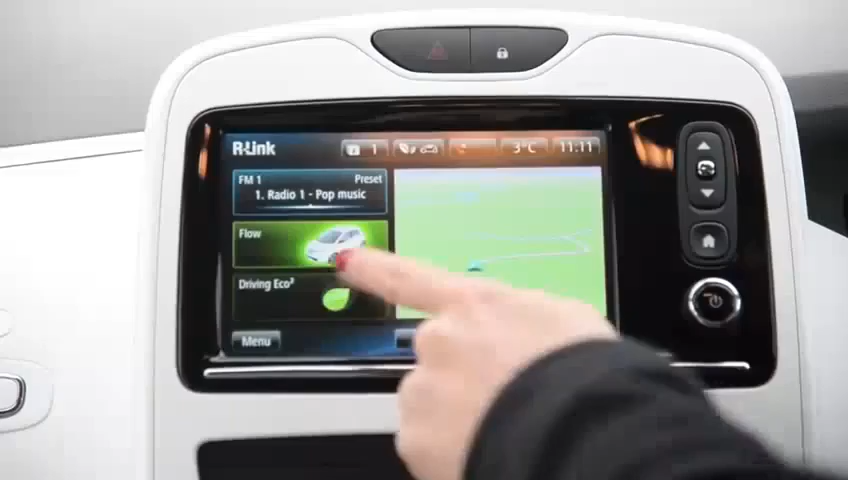 R-Link
1
3°C
11:11
FM 1
Preset
1. Radio 1 - Pop music
Flow
Driving Eco²
Menu